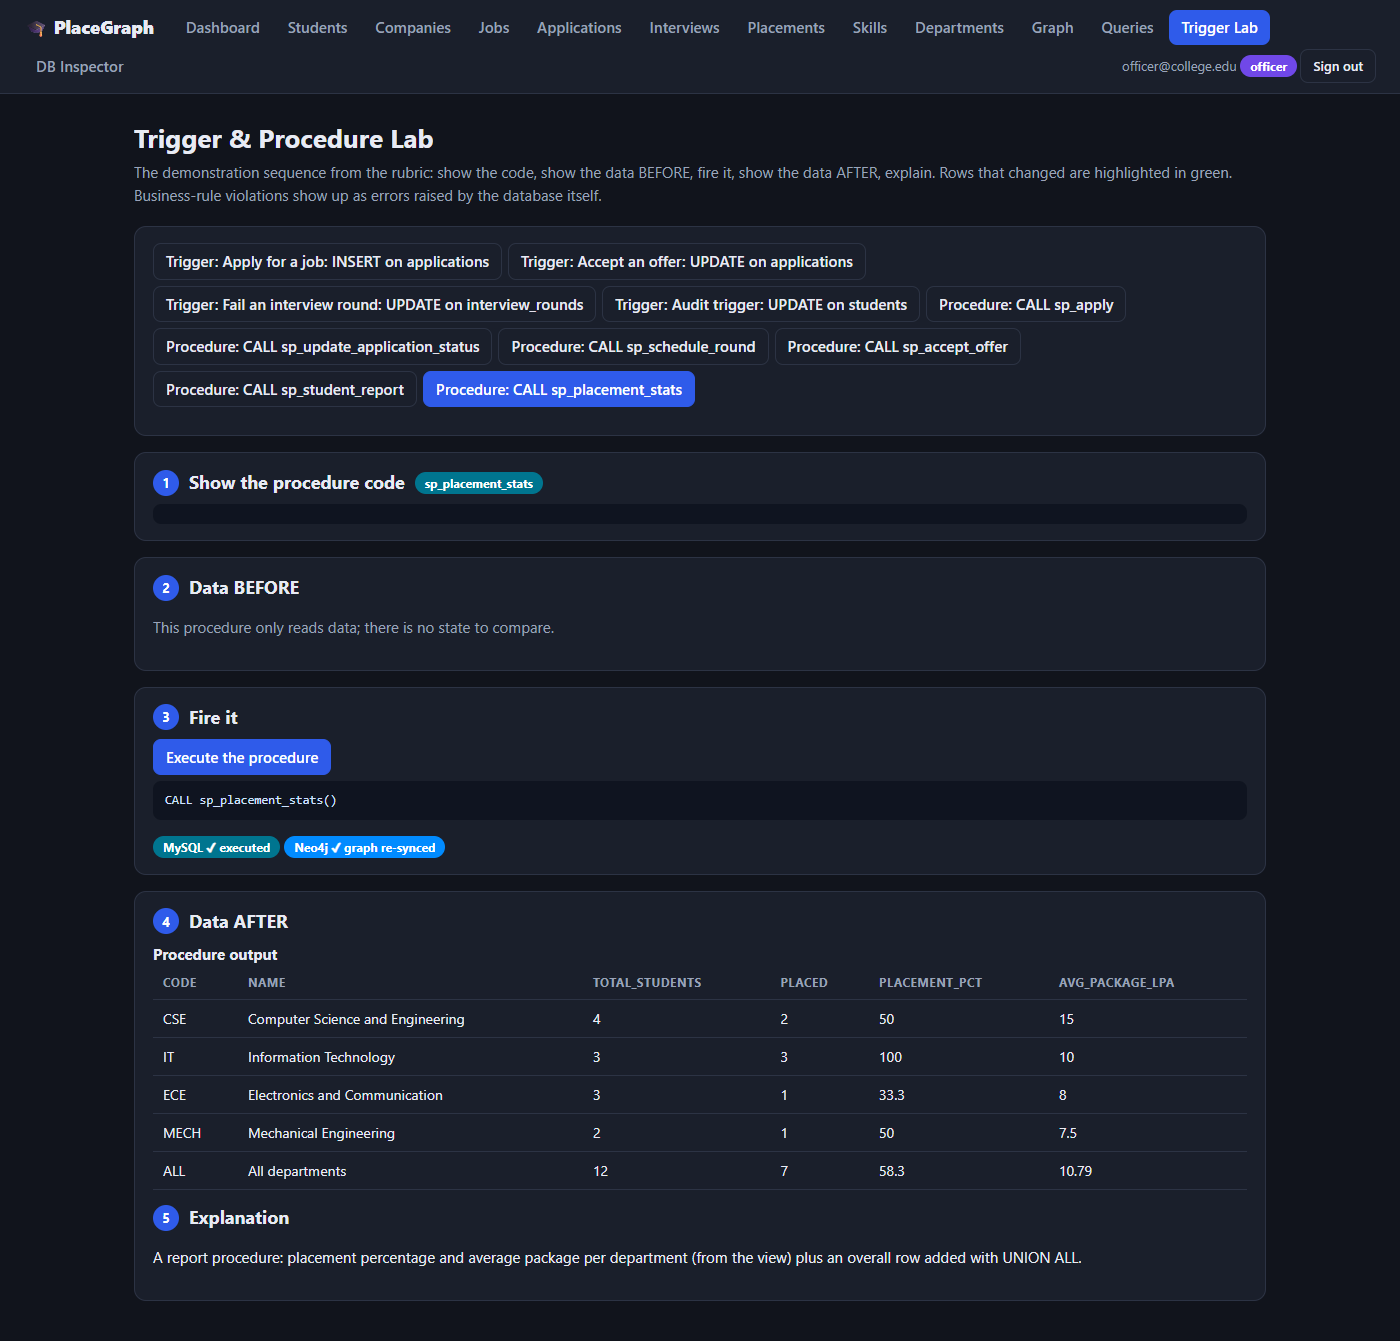 PlaceGraph Dashboard Students Companies Jobs Applications Interviews Placements Skills Departments Graph Queries Trigger Lab
DB Inspector officer@college.edu officer Sign out
Trigger & Procedure Lab
The demonstration sequence from the rubric: show the code, show the data BEFORE, fire it, show the data AFTER, explain. Rows that changed are highlighted in green.
Business-rule violations show up as errors raised by the database itself.
Trigger: Apply for a job: INSERT on applications Trigger: Accept an offer: UPDATE on applications
Trigger: Fail an interview round: UPDATE on interview_rounds Trigger: Audit trigger: UPDATE on students Procedure: CALL sp_apply
Procedure: CALL sp_update_application_status Procedure: CALL sp_schedule_round Procedure: CALL sp_accept_offer
Procedure: CALL sp_student_report Procedure: CALL sp_placement_stats
1 Show the procedure code sp_placement_stats
2 Data BEFORE
This procedure only reads data; there is no state to compare.
3 Fire it
Execute the procedure
CALL sp_placement_stats()
MySQL ✓ executed Neo4j ✓ graph re-synced
4 Data AFTER
Procedure output
CODE NAME TOTAL_STUDENTS PLACED PLACEMENT_PCT AVG_PACKAGE_LPA
CSE Computer Science and Engineering 4 2 50 15
IT Information Technology 3 3 100 10
ECE Electronics and Communication 3 1 33.3 8
MECH Mechanical Engineering 2 1 50 7.5
ALL All departments 12 7 58.3 10.79
5 Explanation
A report procedure: placement percentage and average package per department (from the view) plus an overall row added with UNION ALL.